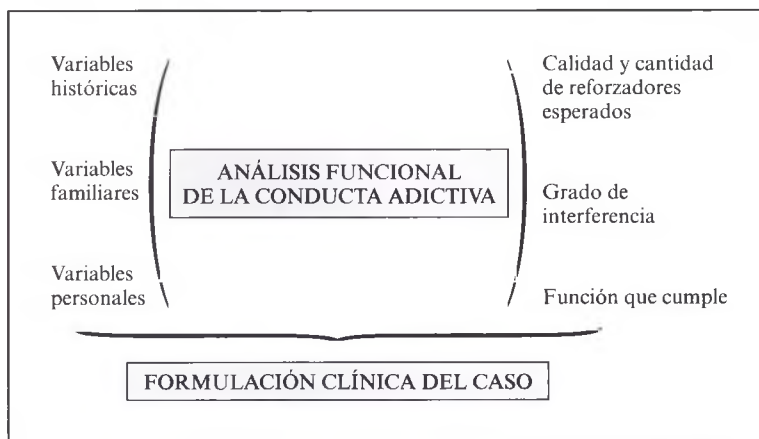 Variables
históricas
Variables
familiares
Variables
personales
ANÁLISIS FUNCIONAL
DE LA CONDUCTA ADICTIVA
Calidad y cantidad
de reforzadores
esperados
Grado de
interferencia
Función que cumple
FORMULACIÓN CLÍNICA DEL CASO